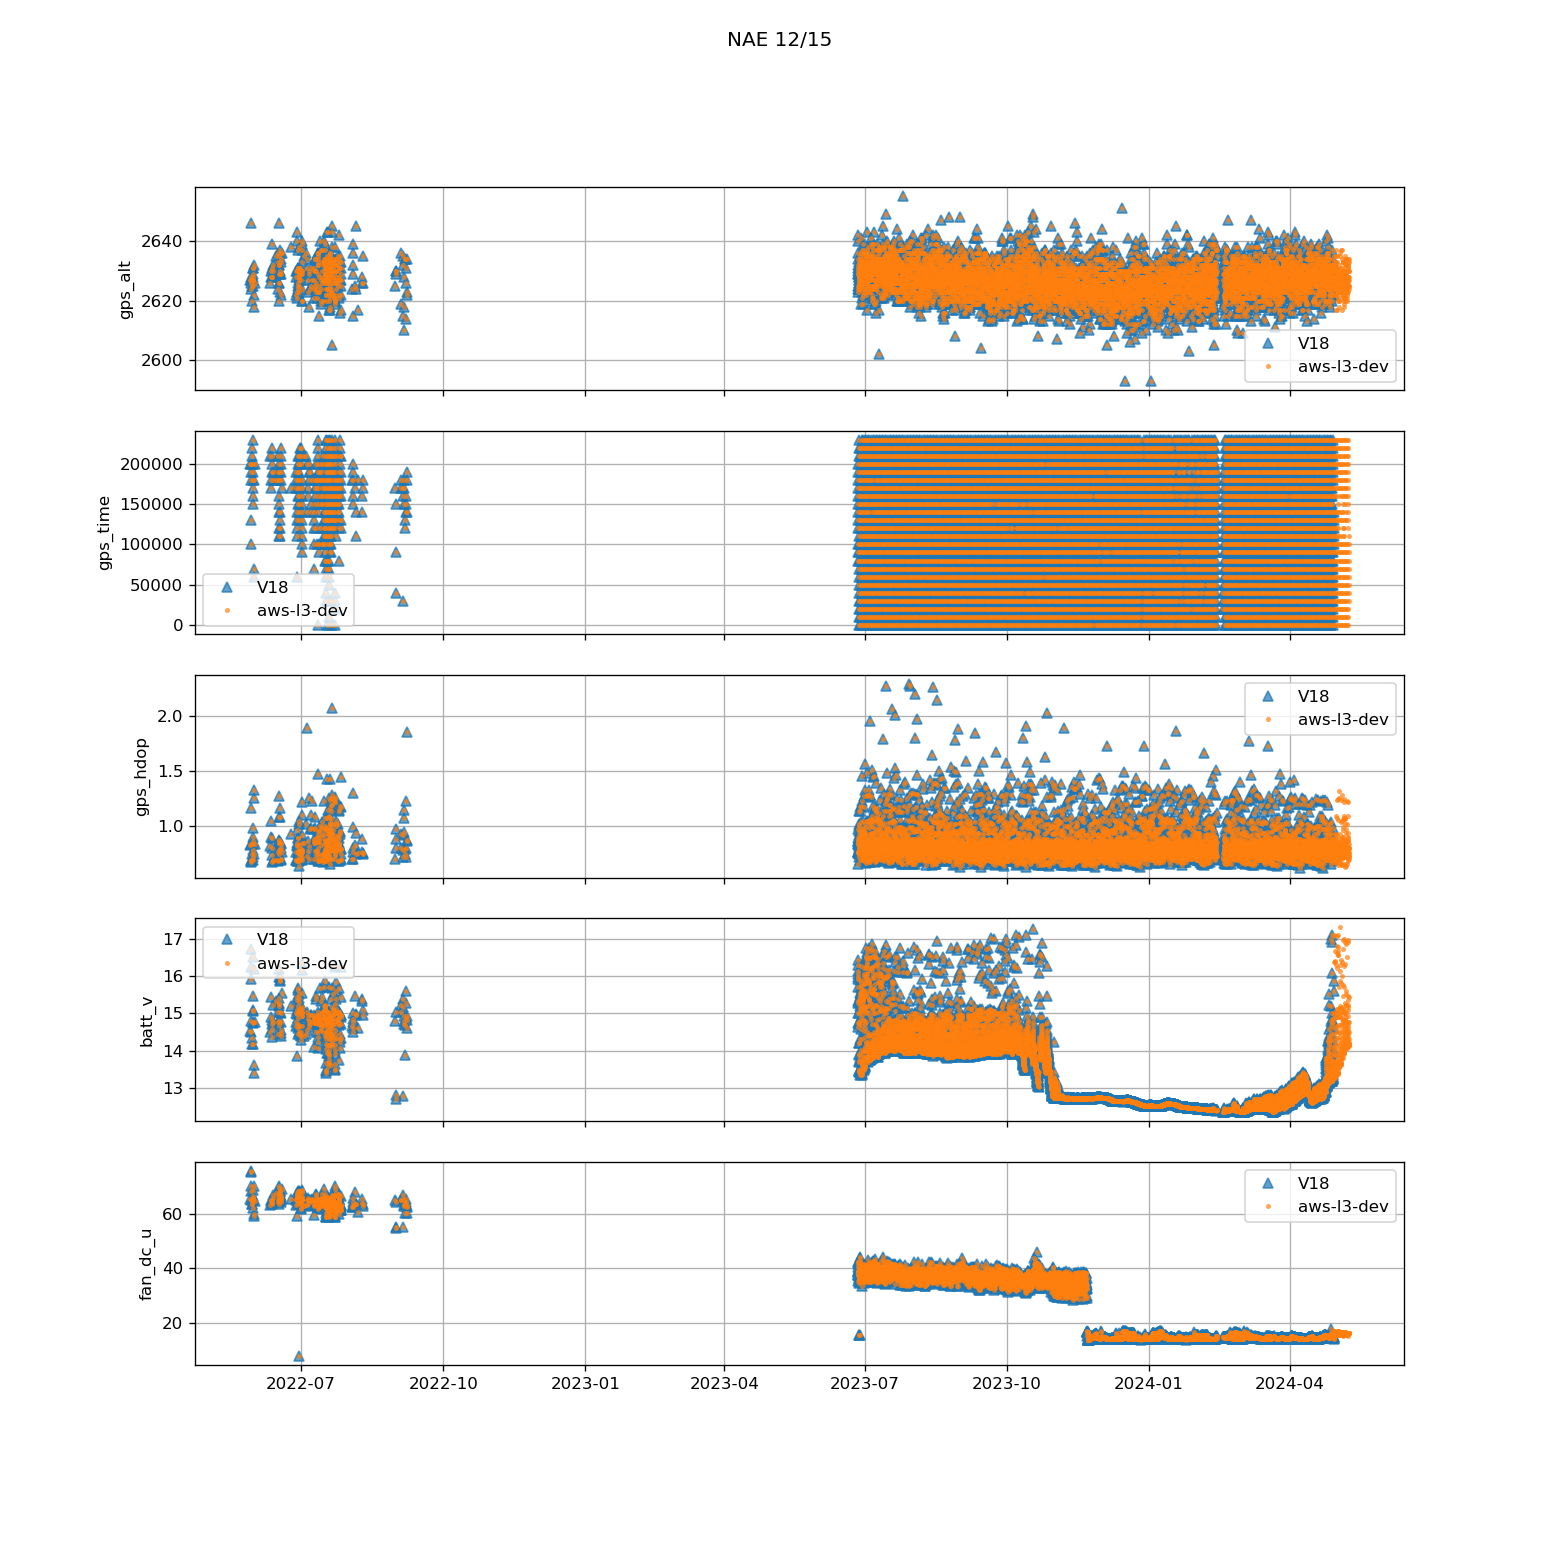 NAE 12/15
gps_alt
2640
2620
2600
V18
aws-l3-dev
gps_time
200000
150000
100000
50000
0
V18
aws-l3-dev
gps_hdop
2.0
1.5
1.0
V18
aws-l3-dev
batt_v
17
16
15
14
13
V18
aws-l3-dev
fan_dc_u
60
40
20
V18
aws-l3-dev
2022-07 2022-10 2023-01 2023-04 2023-07 2023-10 2024-01 2024-04